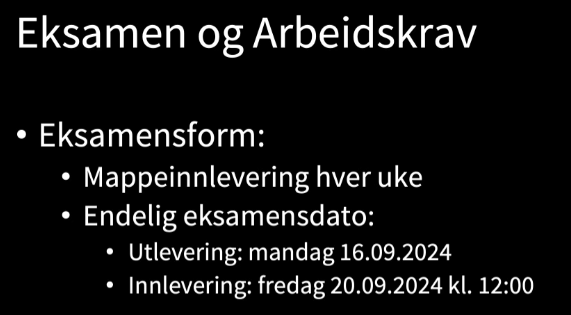 Eksamen og Arbeidskrav
• Eksamensform:
• Mappeinnlevering hver uke
• Endelig eksamensdato:
• Utlevering: mandag 16.09.2024
• Innlevering: fredag 20.09.2024 kl. 12:00